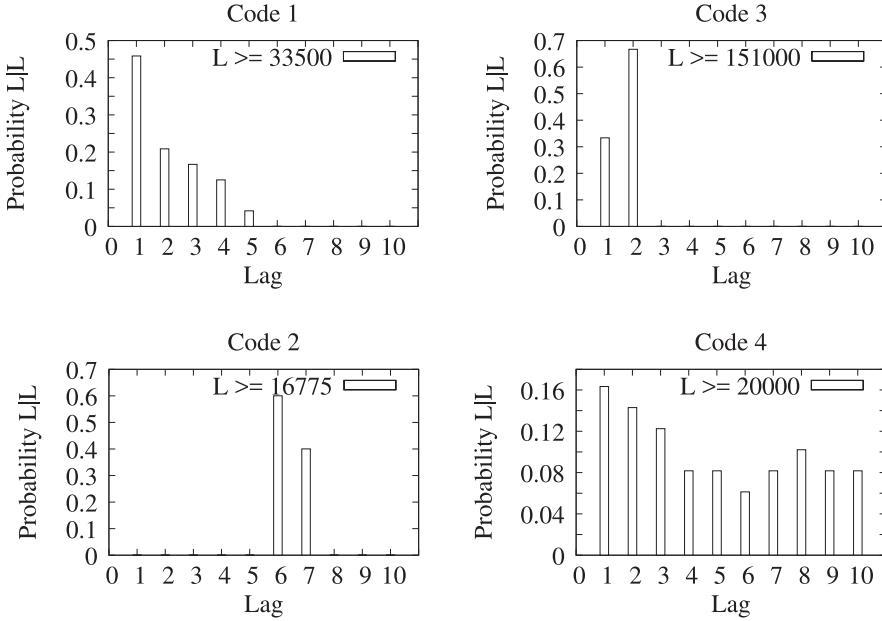 Code 1
L >= 33500
Probability L|L
0.5
0.4
0.3
0.2
0.1
0
0 1 2 3 4 5 6 7 8 9 10
Lag
Code 3
L >= 151000
Probability L|L
0.7
0.6
0.5
0.4
0.3
0.2
0.1
0
0 1 2 3 4 5 6 7 8 9 10
Lag
Code 2
L >= 16775
Probability L|L
0.7
0.6
0.5
0.4
0.3
0.2
0.1
0
0 1 2 3 4 5 6 7 8 9 10
Lag
Code 4
L >= 20000
Probability L|L
0.16
0.12
0.08
0.04
0
0 1 2 3 4 5 6 7 8 9 10
Lag